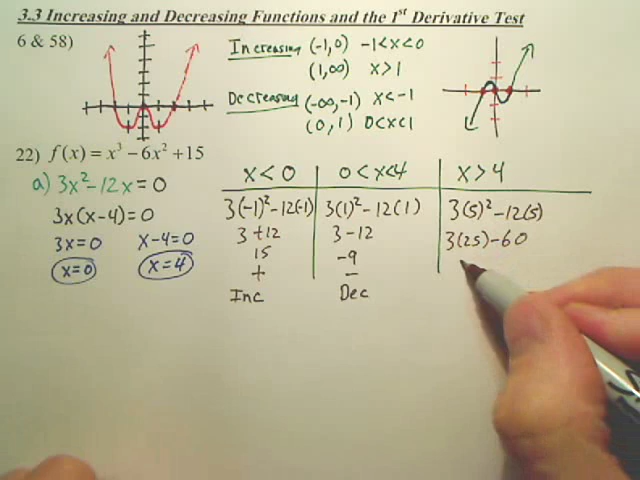 3.3 Increasing and Decreasing Functions and the 1st Derivative Test
6 & 58)
Increasing (-1,0) -1<x<0
(1,∞) x>1
Decreasing (-∞,-1) x<-1
(0,1) 0<x<1
22) f(x) = x³ − 6x² + 15
a) 3x²-12x=0
3x(x-4)=0
3x=0 x-4=0
x=0 x=4
x<0 0<x<4 x>4
3(-1)²-12(-1) 3(1)²-12(1) 3(5)²-12(5)
3+12 3-12 3(25)-60
15 -9
+ −
Inc Dec